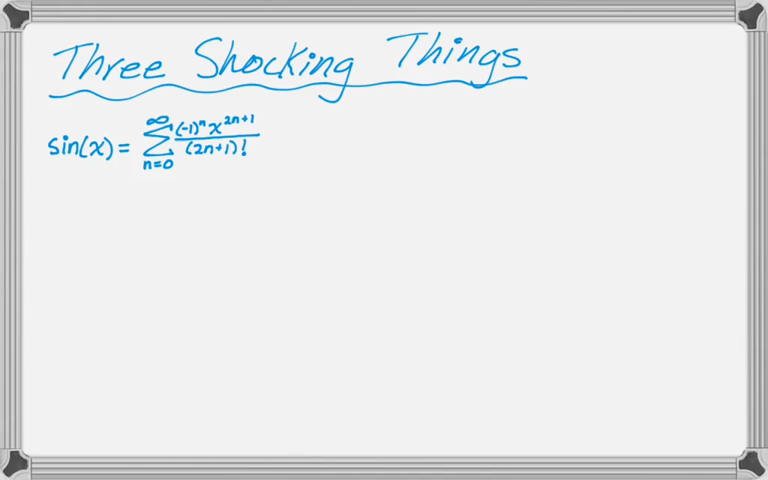 Three Shocking Things
sin(x) = ∑_{n=0}^{∞} (-1)ⁿ x^{2n+1} / (2n+1)!